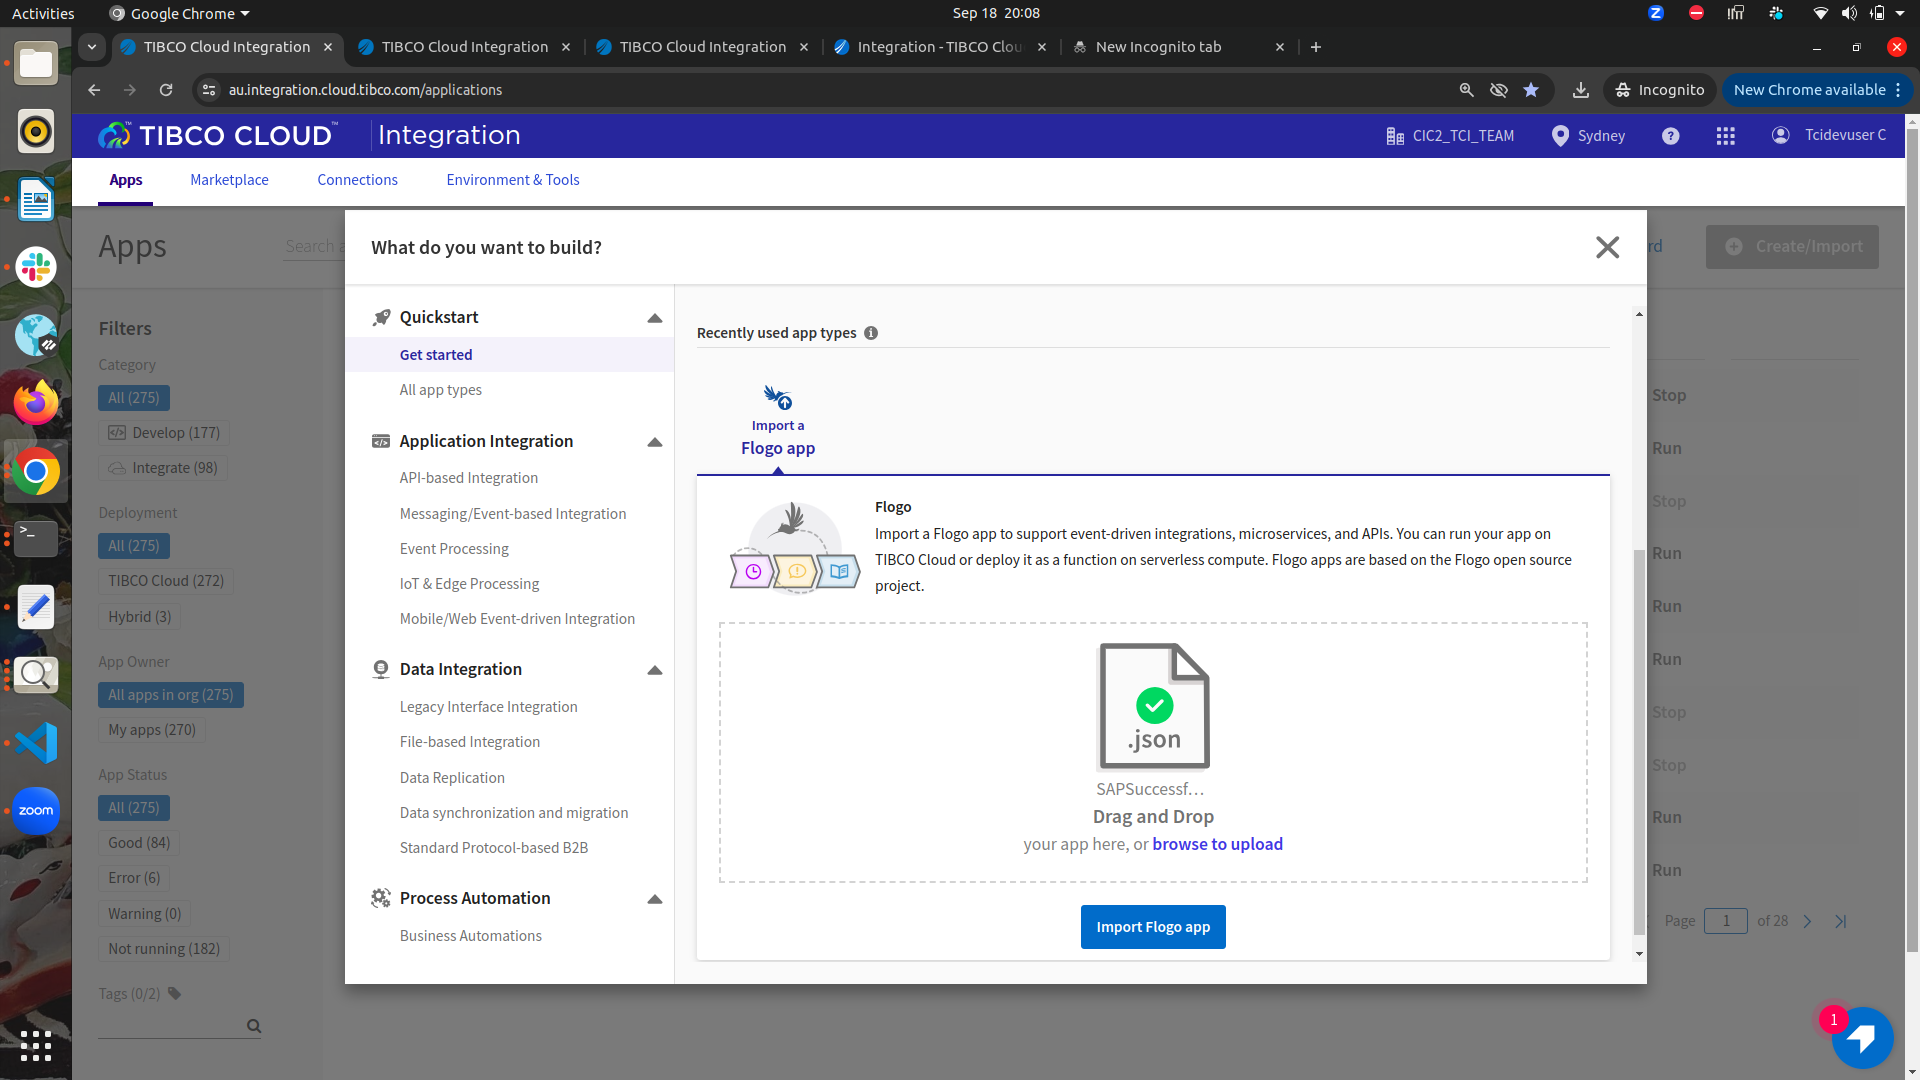 Activities
Google Chrome
Sep 18 20:08
TIBCO Cloud Integration
TIBCO Cloud Integration
TIBCO Cloud Integration
Integration - TIBCO Clou
New Incognito tab
au.integration.cloud.tibco.com/applications
Incognito
New Chrome available
TIBCO CLOUD™ Integration
CIC2_TCI_TEAM
Sydney
Tcidevuser C
Apps
Marketplace
Connections
Environment & Tools
Apps
Search a
rd
Create/Import
What do you want to build?
Filters
Category
All (275)
Develop (177)
Integrate (98)
Deployment
All (275)
TIBCO Cloud (272)
Hybrid (3)
App Owner
All apps in org (275)
My apps (270)
App Status
All (275)
Good (84)
Error (6)
Warning (0)
Not running (182)
Tags (0/2)
Quickstart
Get started
All app types
Application Integration
API-based Integration
Messaging/Event-based Integration
Event Processing
IoT & Edge Processing
Mobile/Web Event-driven Integration
Data Integration
Legacy Interface Integration
File-based Integration
Data Replication
Data synchronization and migration
Standard Protocol-based B2B
Process Automation
Business Automations
Recently used app types
Import a
Flogo app
Flogo
Import a Flogo app to support event-driven integrations, microservices, and APIs. You can run your app on
TIBCO Cloud or deploy it as a function on serverless compute. Flogo apps are based on the Flogo open source
project.
.json
SAPSuccessf...
Drag and Drop
your app here, or browse to upload
Import Flogo app
Stop
Run
Stop
Run
Run
Run
Stop
Stop
Run
Run
Page 1 of 28
1
zoom